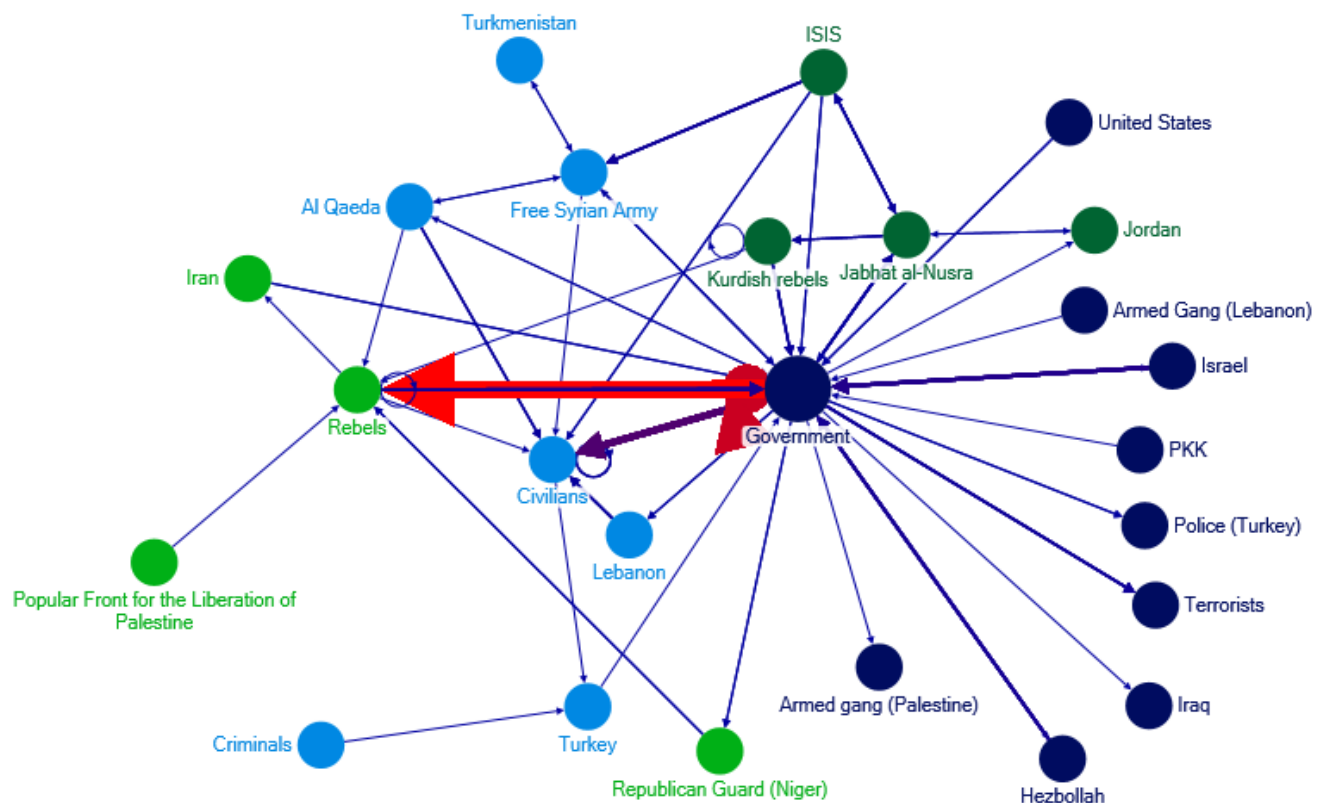 Turkmenistan
ISIS
United States
Al Qaeda
Free Syrian Army
Jordan
Iran
Kurdish rebels
Jabhat al-Nusra
Armed Gang (Lebanon)
Israel
Rebels
Government
PKK
Civilians
Police (Turkey)
Lebanon
Popular Front for the Liberation of
Palestine
Terrorists
Armed gang (Palestine)
Iraq
Criminals
Turkey
Republican Guard (Niger)
Hezbollah